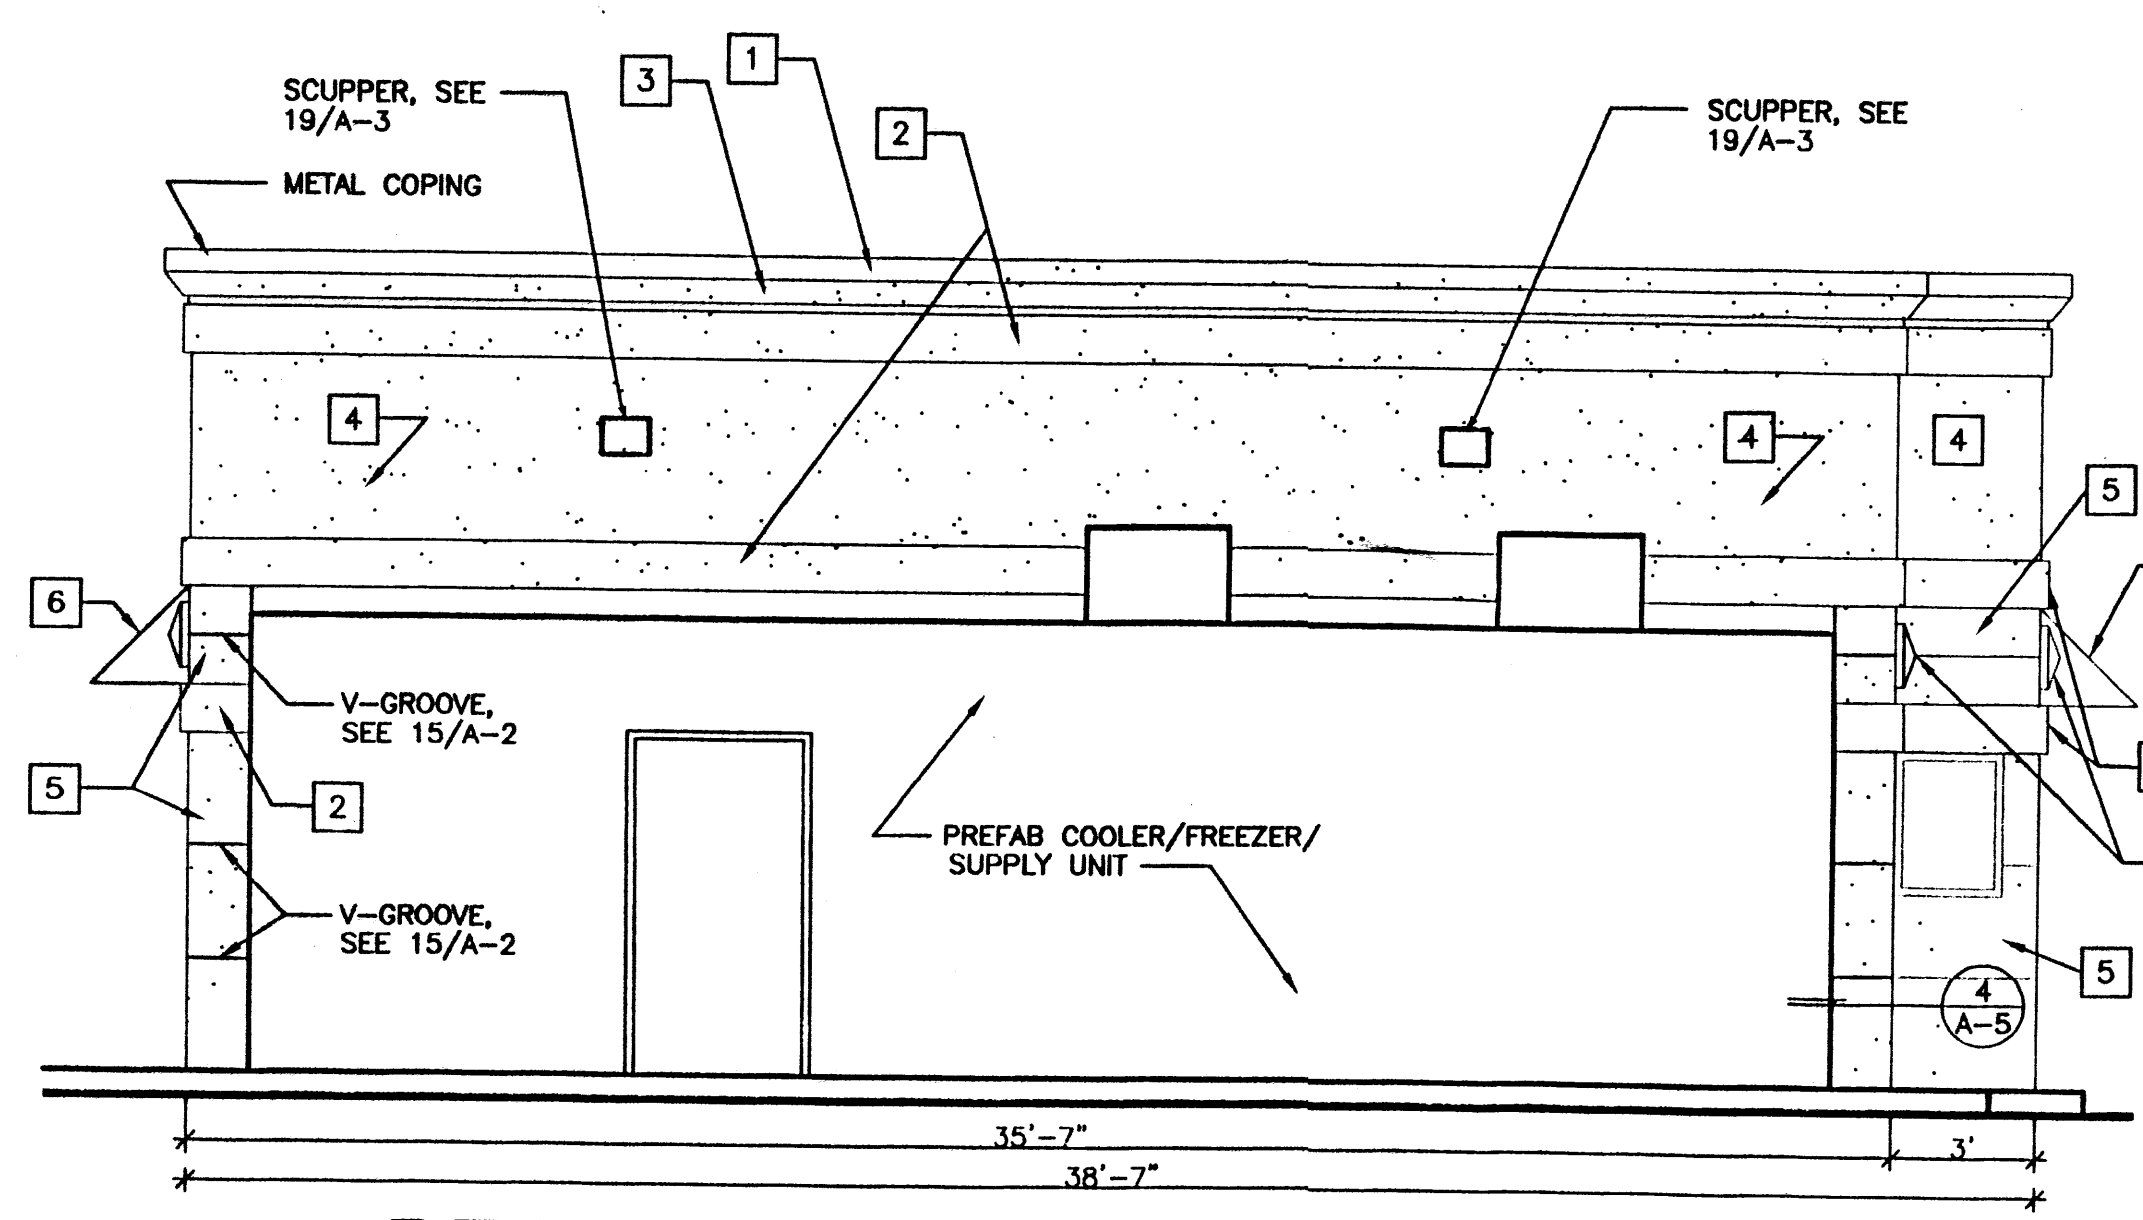 1
3
SCUPPER, SEE
19/A-3
2
SCUPPER, SEE
19/A-3
METAL COPING
4
4
4
5
6
V-GROOVE,
SEE 15/A-2
5
2
PREFAB COOLER/FREEZER/
SUPPLY UNIT
V-GROOVE,
SEE 15/A-2
5
4
A-5
35'-7"
3'
38'-7"